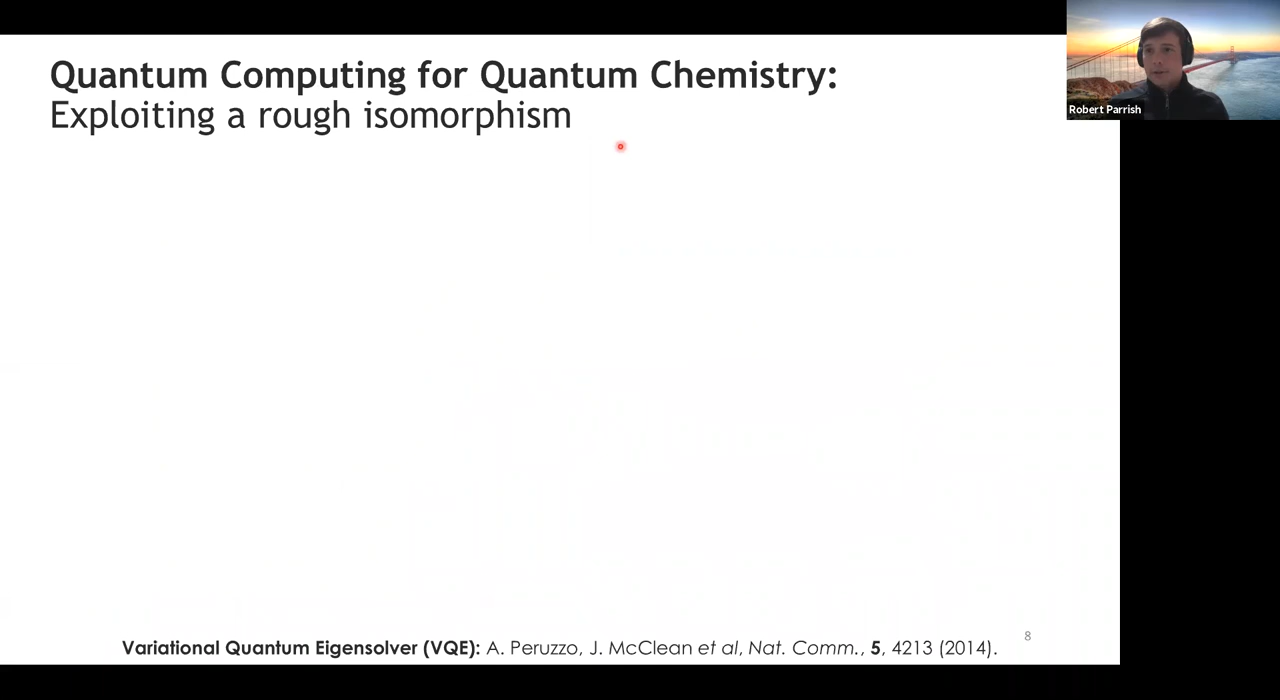 Quantum Computing for Quantum Chemistry:
Exploiting a rough isomorphism
Robert Parrish
8
Variational Quantum Eigensolver (VQE): A. Peruzzo, J. McClean et al, Nat. Comm., 5, 4213 (2014).